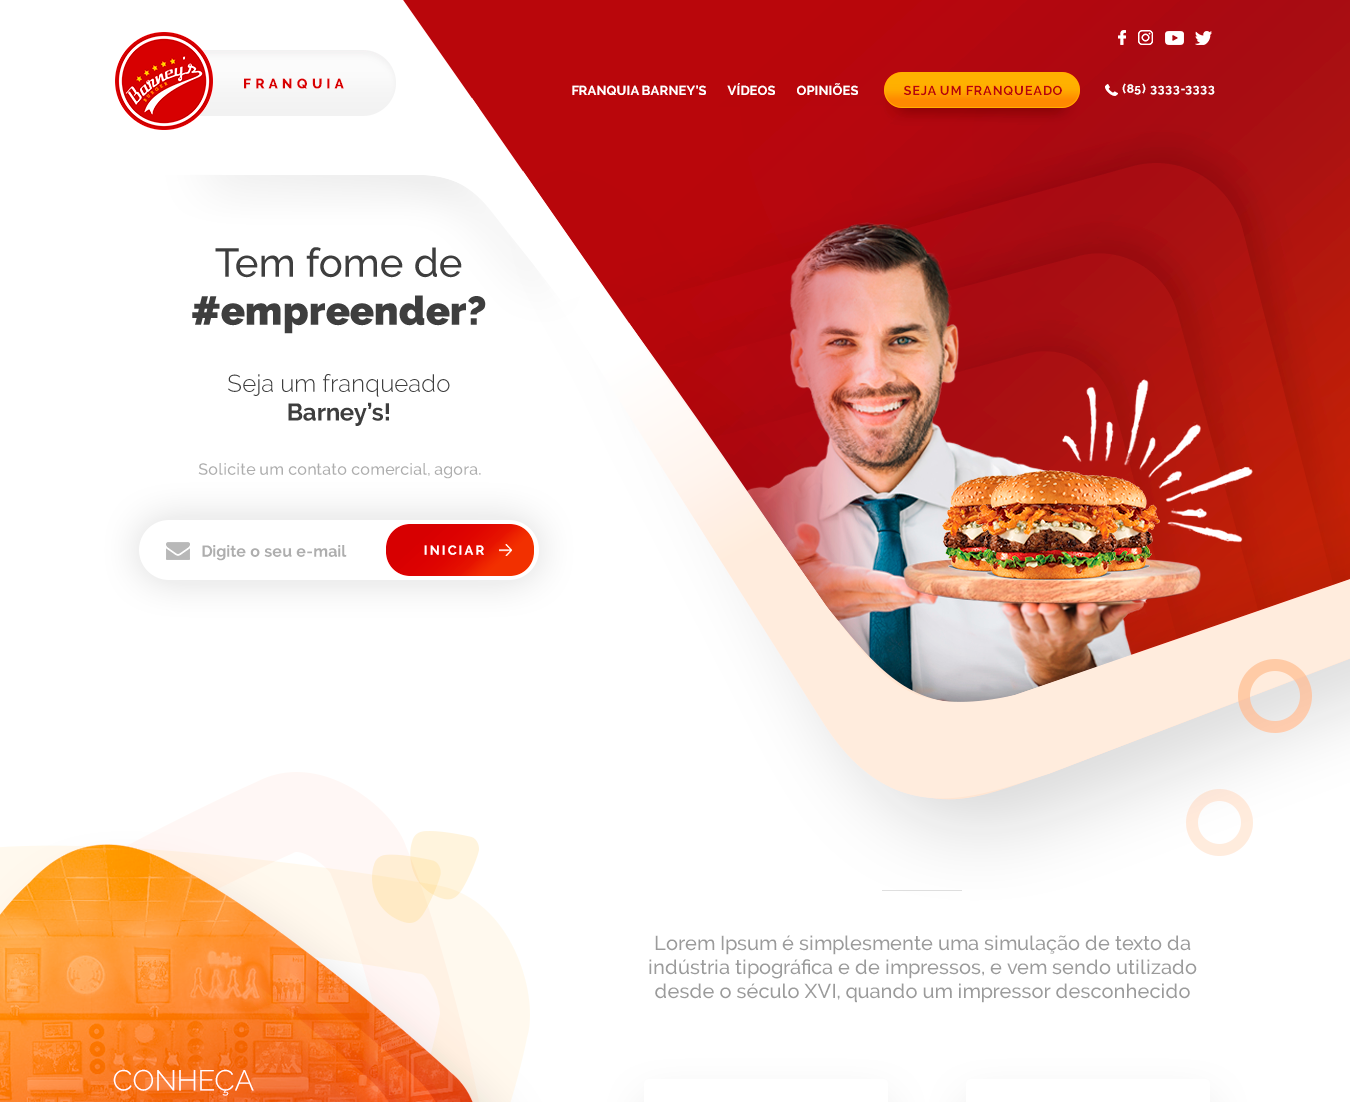 Barney's
FRANQUIA
FRANQUIA BARNEY'S
VÍDEOS
OPINIÕES
SEJA UM FRANQUEADO
(85) 3333-3333
Tem fome de
#empreender?
Seja um franqueado
Barney's!
Solicite um contato comercial, agora.
Digite o seu e-mail
INICIAR
Lorem Ipsum é simplesmente uma simulação de texto da
indústria tipográfica e de impressos, e vem sendo utilizado
desde o século XVI, quando um impressor desconhecido
CONHEÇA